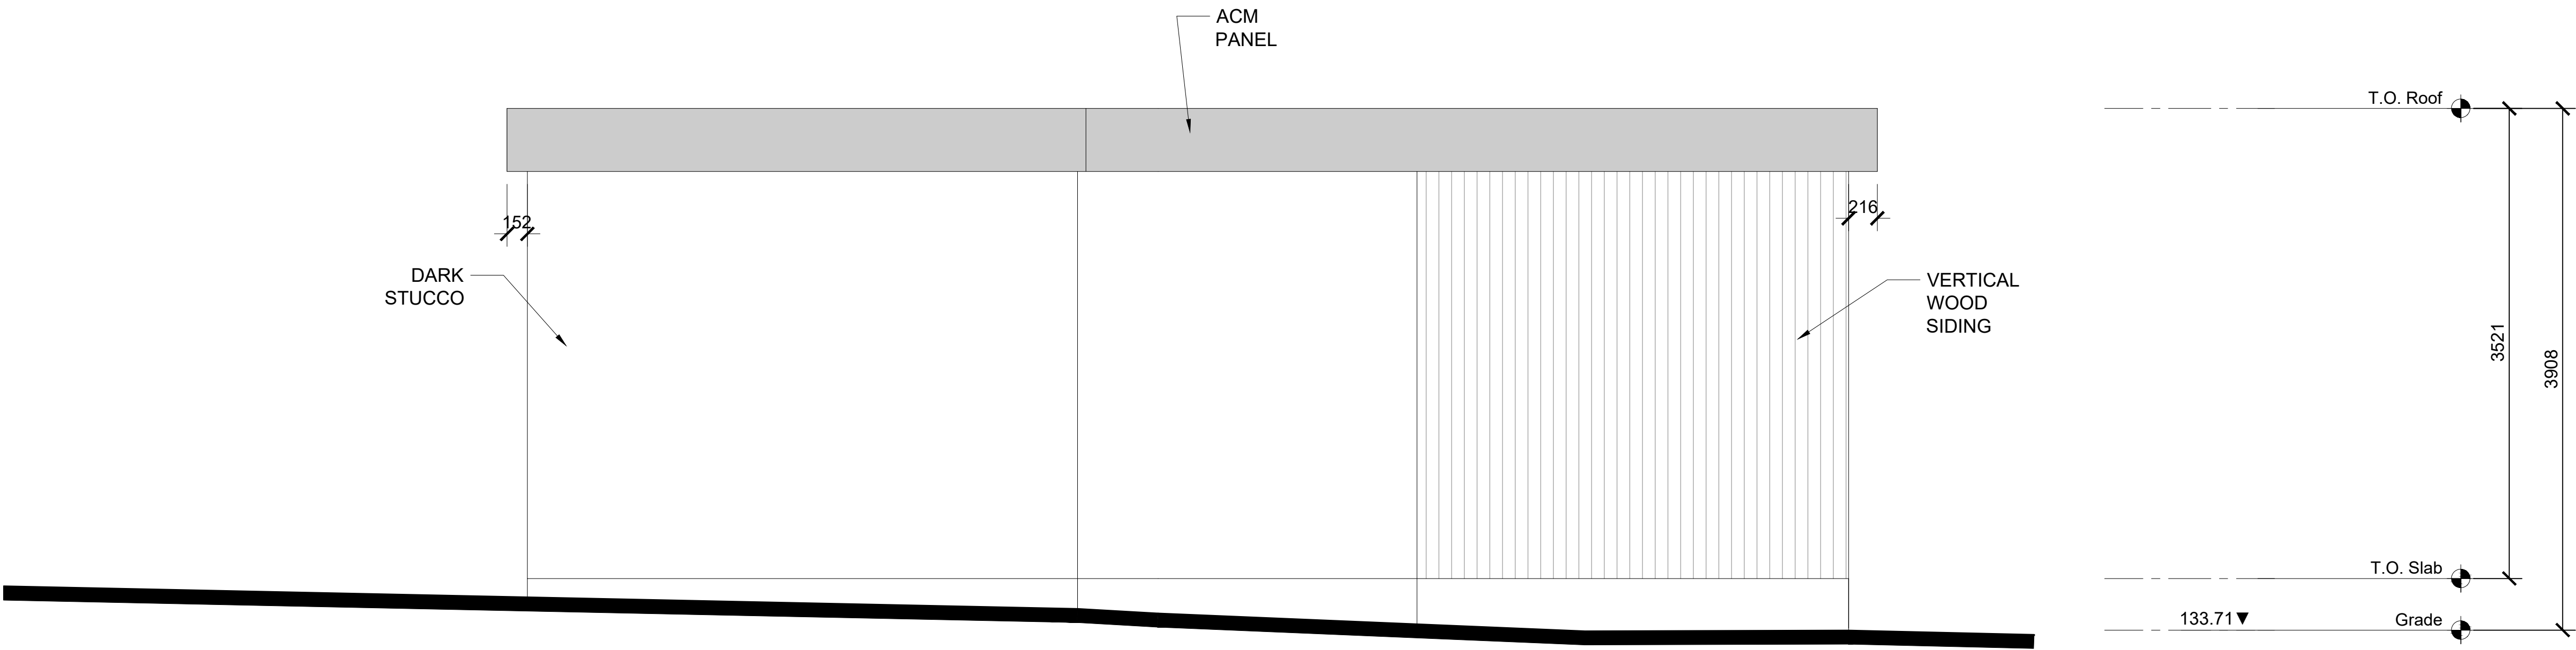 ACM
PANEL
T.O. Roof
152
216
DARK
STUCCO
VERTICAL
WOOD
SIDING
3521
3908
T.O. Slab
133.71▼
Grade